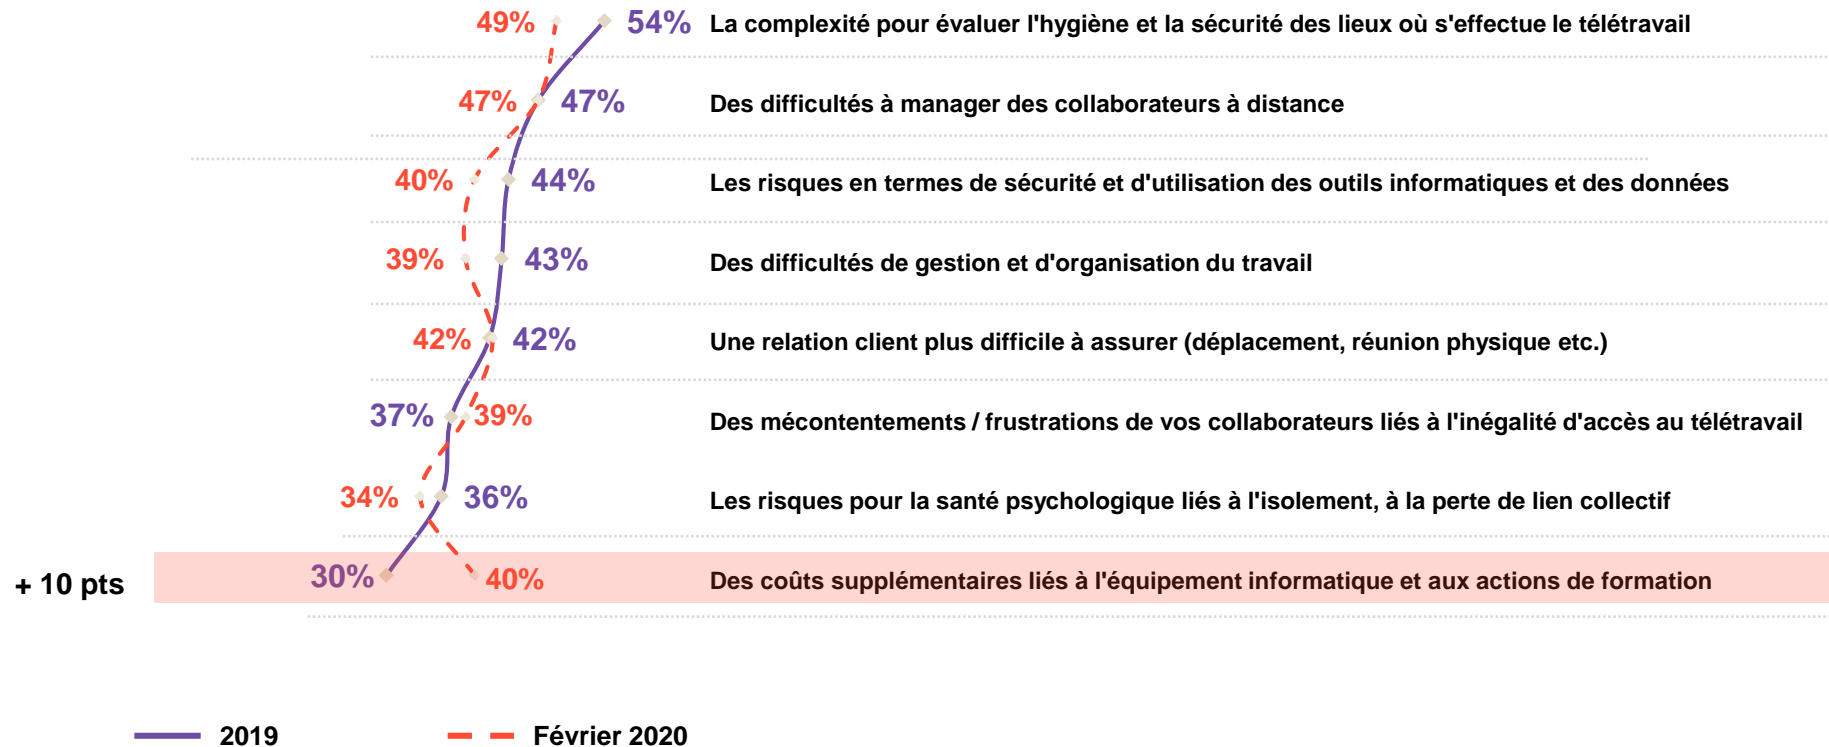 49% 54% La complexité pour évaluer l'hygiène et la sécurité des lieux où s'effectue le télétravail
47% 47% Des difficultés à manager des collaborateurs à distance
40% 44% Les risques en termes de sécurité et d'utilisation des outils informatiques et des données
39% 43% Des difficultés de gestion et d'organisation du travail
42% 42% Une relation client plus difficile à assurer (déplacement, réunion physique etc.)
37% 39% Des mécontentements / frustrations de vos collaborateurs liés à l'inégalité d'accès au télétravail
34% 36% Les risques pour la santé psychologique liés à l'isolement, à la perte de lien collectif
+ 10 pts 30% 40% Des coûts supplémentaires liés à l'équipement informatique et aux actions de formation
2019 Février 2020